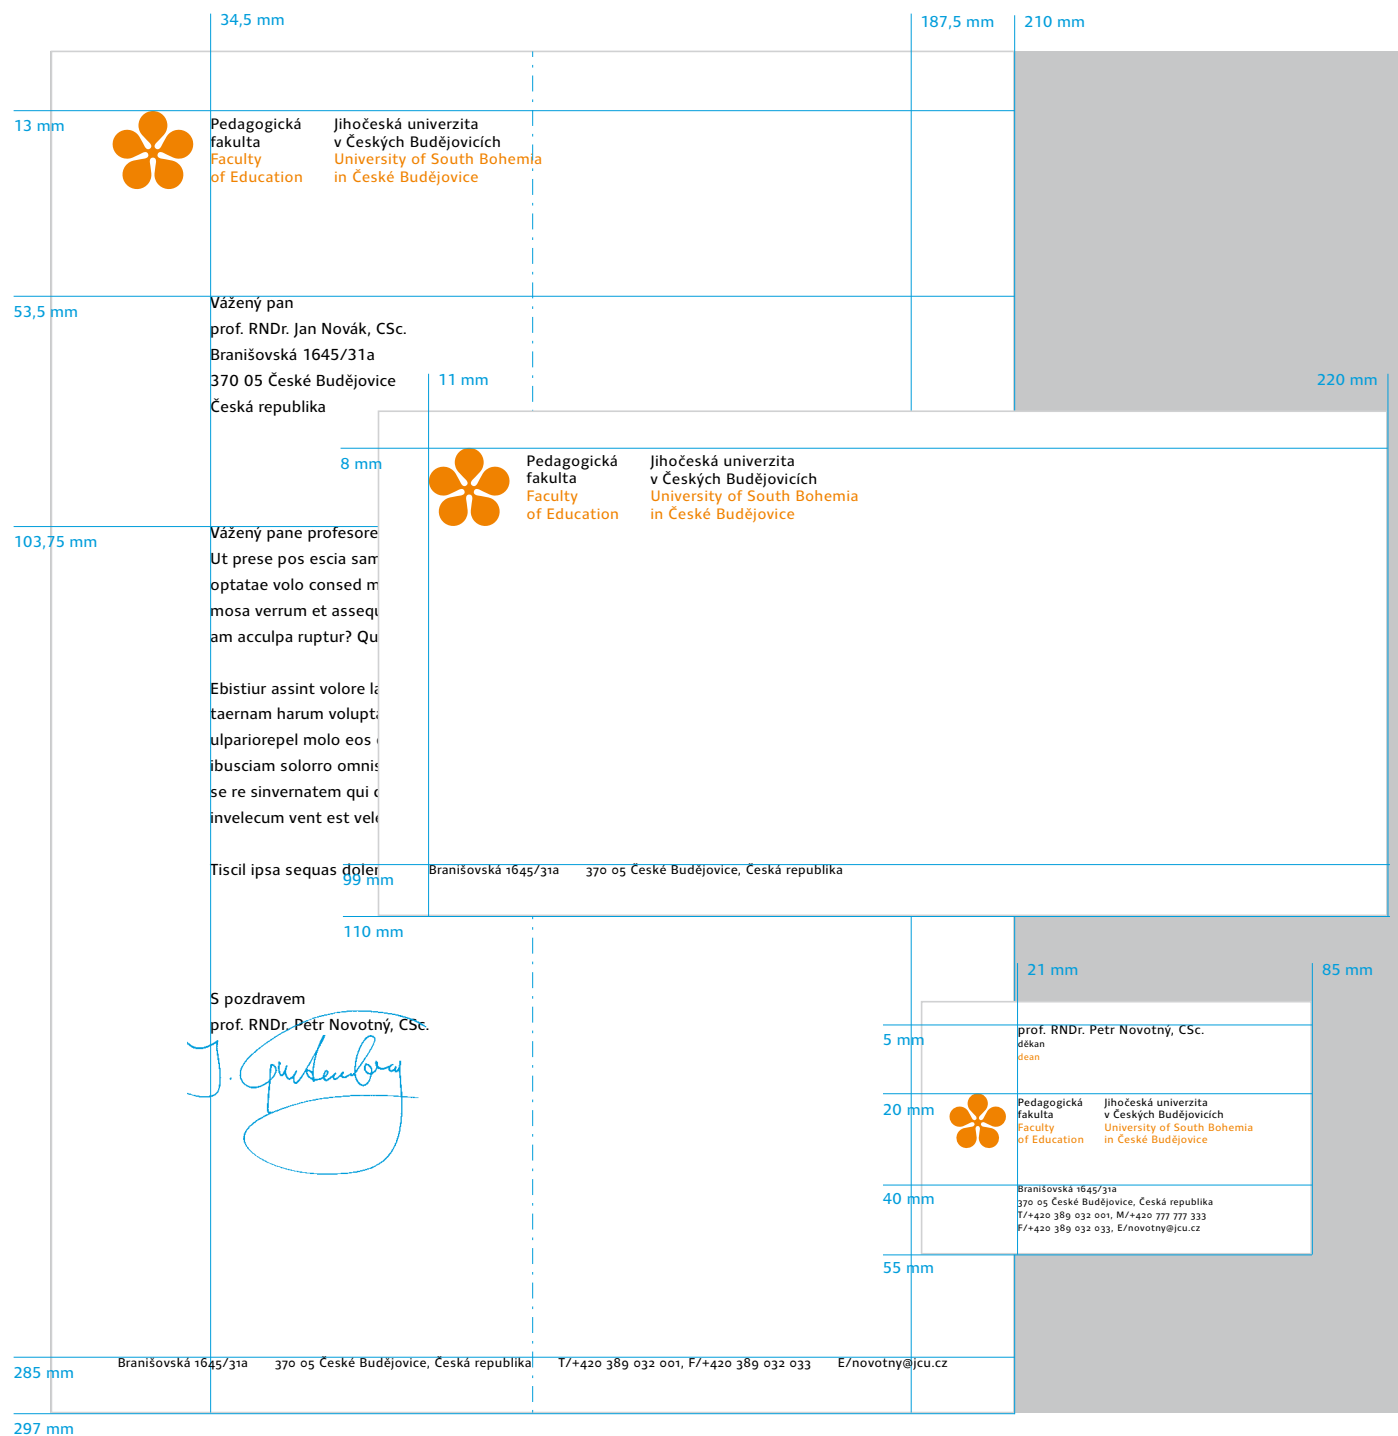 34,5 mm
187,5 mm
210 mm
13 mm
Pedagogická
fakulta
Faculty
of Education
Jihočeská univerzita
v Českých Budějovicích
University of South Bohemia
in České Budějovice
53,5 mm
Vážený pan
prof. RNDr. Jan Novák, CSc.
Branišovská 1645/31a
370 05 České Budějovice
Česká republika
103,75 mm
Vážený pane profesore
Ut prese pos escia sam
optatae volo consed m
mosa verrum et assequ
am acculpa ruptur? Qu
Ebistiur assint volore la
taernam harum volupta
ulpariorepel molo eos
ibusciam solorro omnis
se re sinvernatem qui
invelecum vent est vele
Tiscil ipsa sequas doler
S pozdravem
prof. RNDr. Petr Novotný, CSc.
J. Gutenberg
285 mm
Branišovská 1645/31a 370 05 České Budějovice, Česká republika T/+420 389 032 001, F/+420 389 032 033 E/novotny@jcu.cz
297 mm
11 mm
220 mm
8 mm
Pedagogická
fakulta
Faculty
of Education
Jihočeská univerzita
v Českých Budějovicích
University of South Bohemia
in České Budějovice
99 mm
Branišovská 1645/31a 370 05 České Budějovice, Česká republika
110 mm
21 mm
85 mm
5 mm
prof. RNDr. Petr Novotný, CSc.
děkan
dean
20 mm
Pedagogická
fakulta
Faculty
of Education
Jihočeská univerzita
v Českých Budějovicích
University of South Bohemia
in České Budějovice
40 mm
Branišovská 1645/31a
370 05 České Budějovice, Česká republika
T/+420 389 032 001, M/+420 777 777 333
F/+420 389 032 033, E/novotny@jcu.cz
55 mm